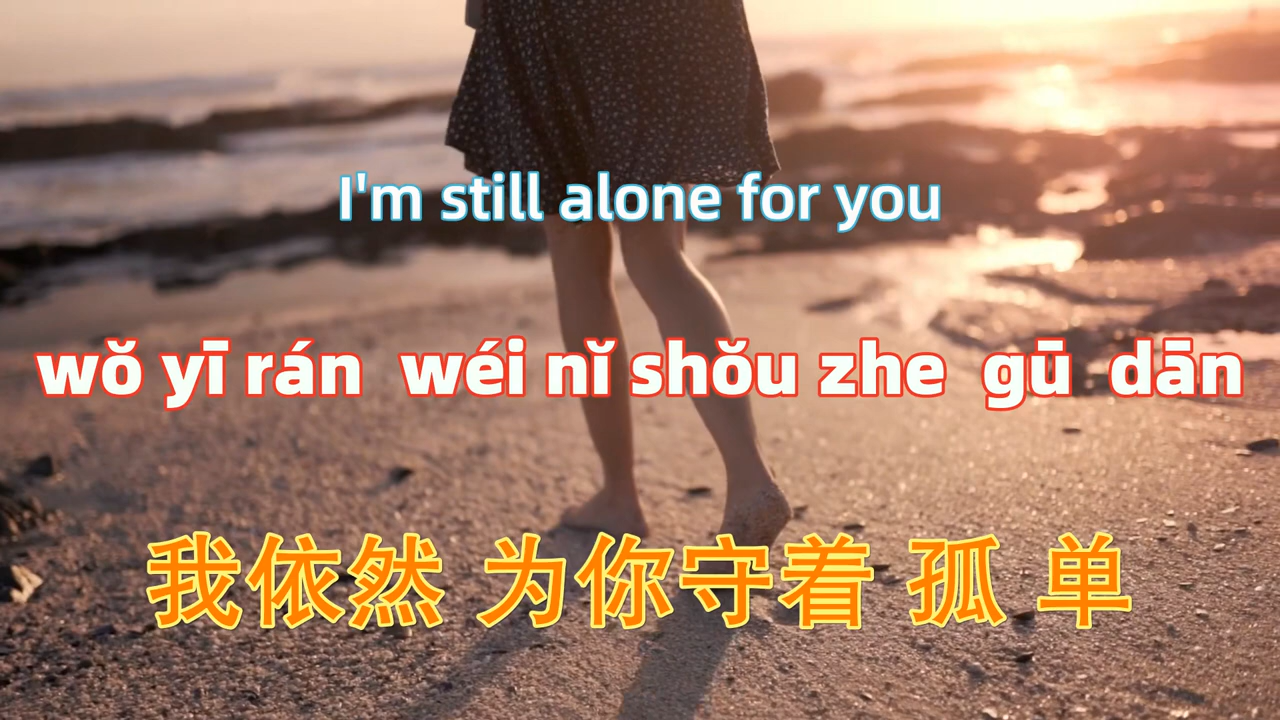 I'm still alone for you
wǒ yī rán wéi nǐ shǒu zhe gū dān
我依然 为你守着 孤 单